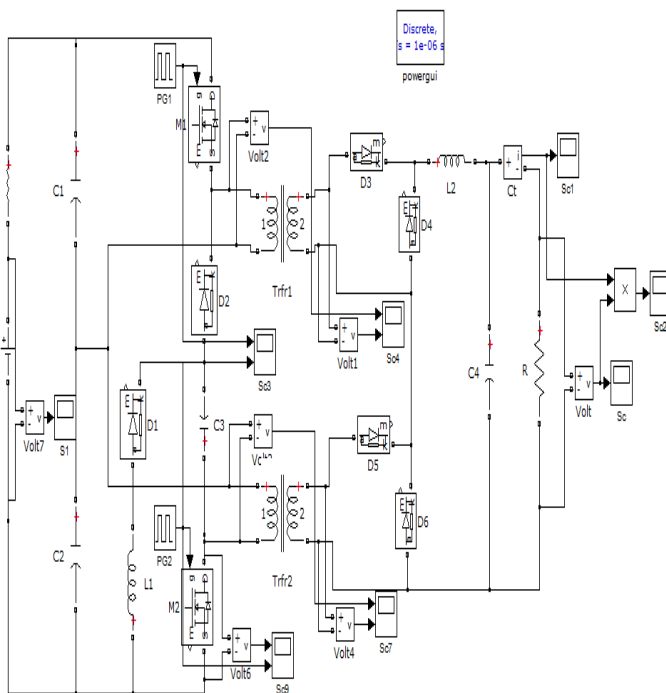 Discrete,
s = 1e-06 s
powergui
PG1
g
D
M1
E
S
+
-
v
Volt2
m
E
k
D3
L2
+
i
-
Ct
Sc1
C1
1
2
Trfr1
E
D4
X
Sc2
D2
E
+
-
v
Volt1
Sc4
R
C4
+
-
v
Volt
Sc
Sc3
+
-
v
Volt7
S1
E
D1
C3
+
-
v
m
E
k
D5
1
2
Trfr2
E
D6
PG2
C2
L1
g
D
M2
E
S
+
-
v
Volt6
Sc9
+
-
v
Volt4
Sc7